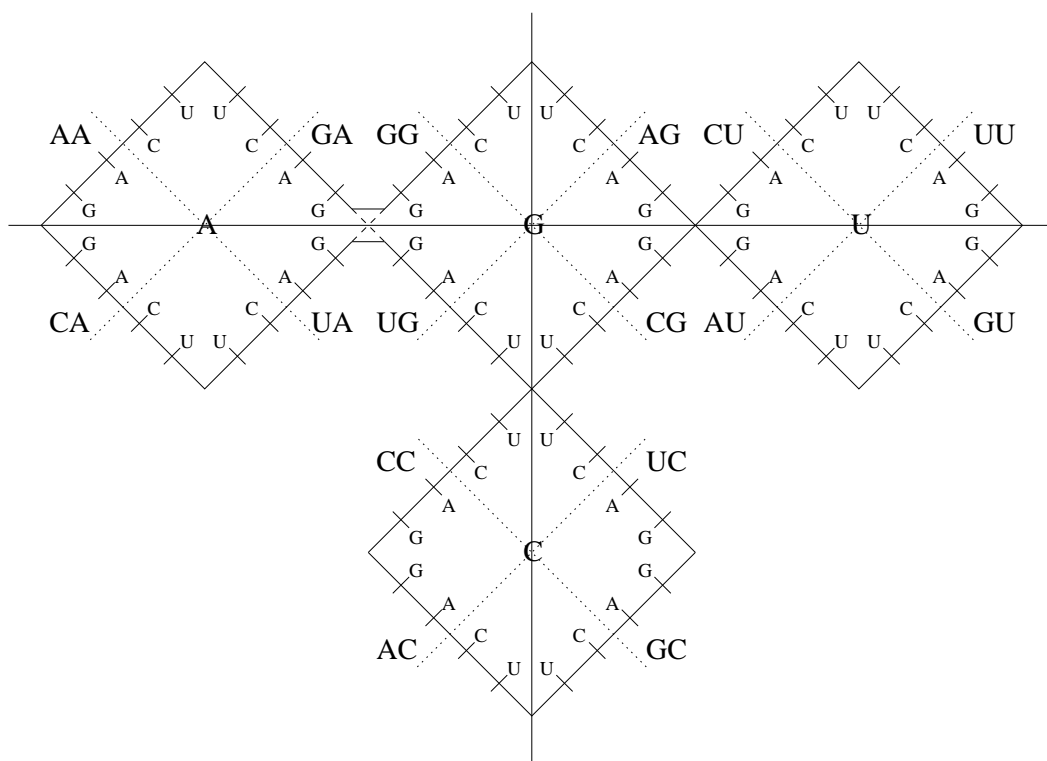 U U U U U U
AA C C GA GG C C AG CU C C UU
A A A A A A
G G G G G G
A G U
G G G G G G
A A A A A A
CA C C UA UG C C CG AU C C GU
U U U U U U
U U
CC C C UC
A A
G G
C
G G
A A
AC C C GC
U U